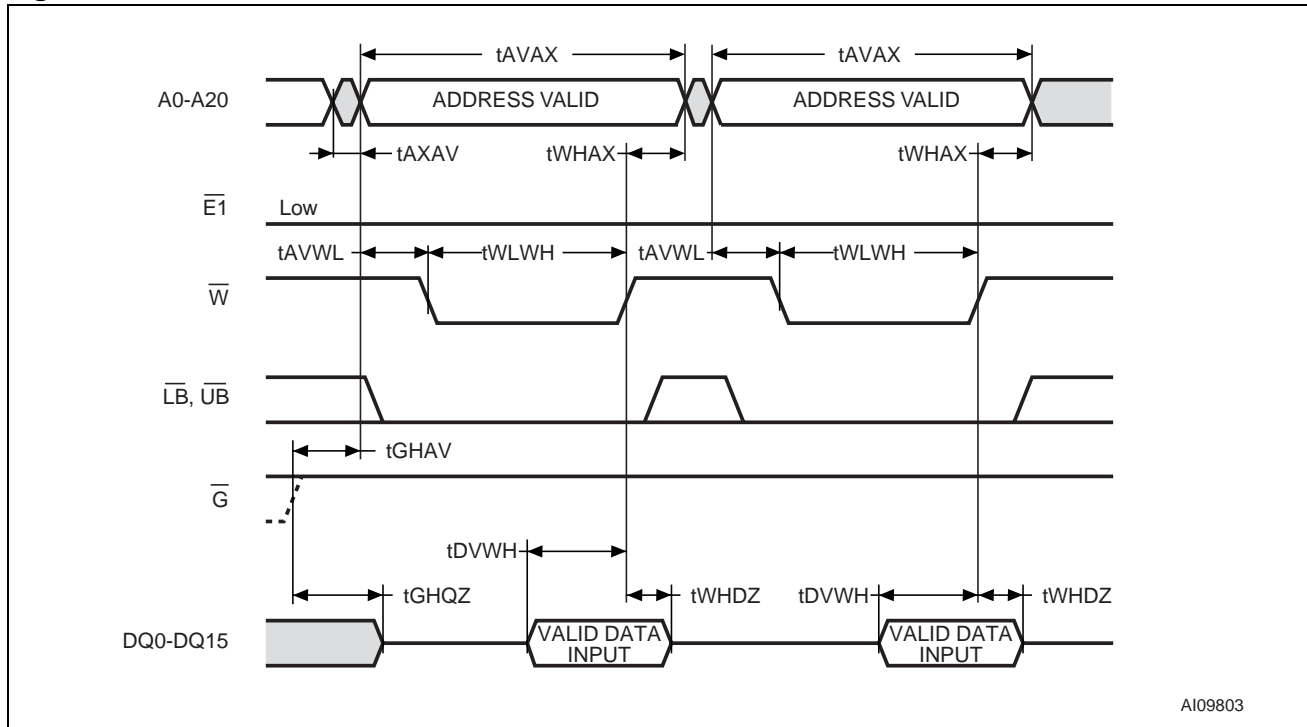 tAVAX tAVAX
A0-A20 ADDRESS VALID ADDRESS VALID
tAXAV tWHAX tWHAX
E1 Low
tAVWL tWLWH tAVWL tWLWH
W
LB, UB
tGHAV
G
tDVWH
tGHQZ tWHDZ tDVWH tWHDZ
DQ0-DQ15 VALID DATA INPUT VALID DATA INPUT
AI09803